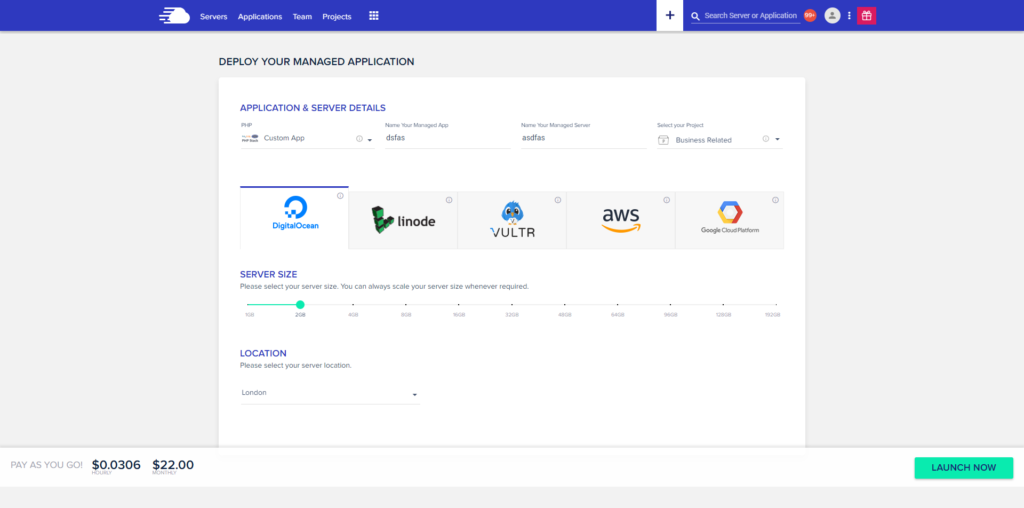 Servers Applications Team Projects + Search Server or Application 99+
DEPLOY YOUR MANAGED APPLICATION
APPLICATION & SERVER DETAILS
PHP Name Your Managed App Name Your Managed Server Select your Project
Custom App dsfas asdfas Business Related
DigitalOcean linode VULTR aws Google Cloud Platform
SERVER SIZE
Please select your server size. You can always scale your server size whenever required.
1GB 2GB 4GB 8GB 16GB 32GB 48GB 64GB 96GB 128GB 192GB
LOCATION
Please select your server location.
London
PAY AS YOU GO! $0.0306 $22.00
HOURLY MONTHLY
LAUNCH NOW